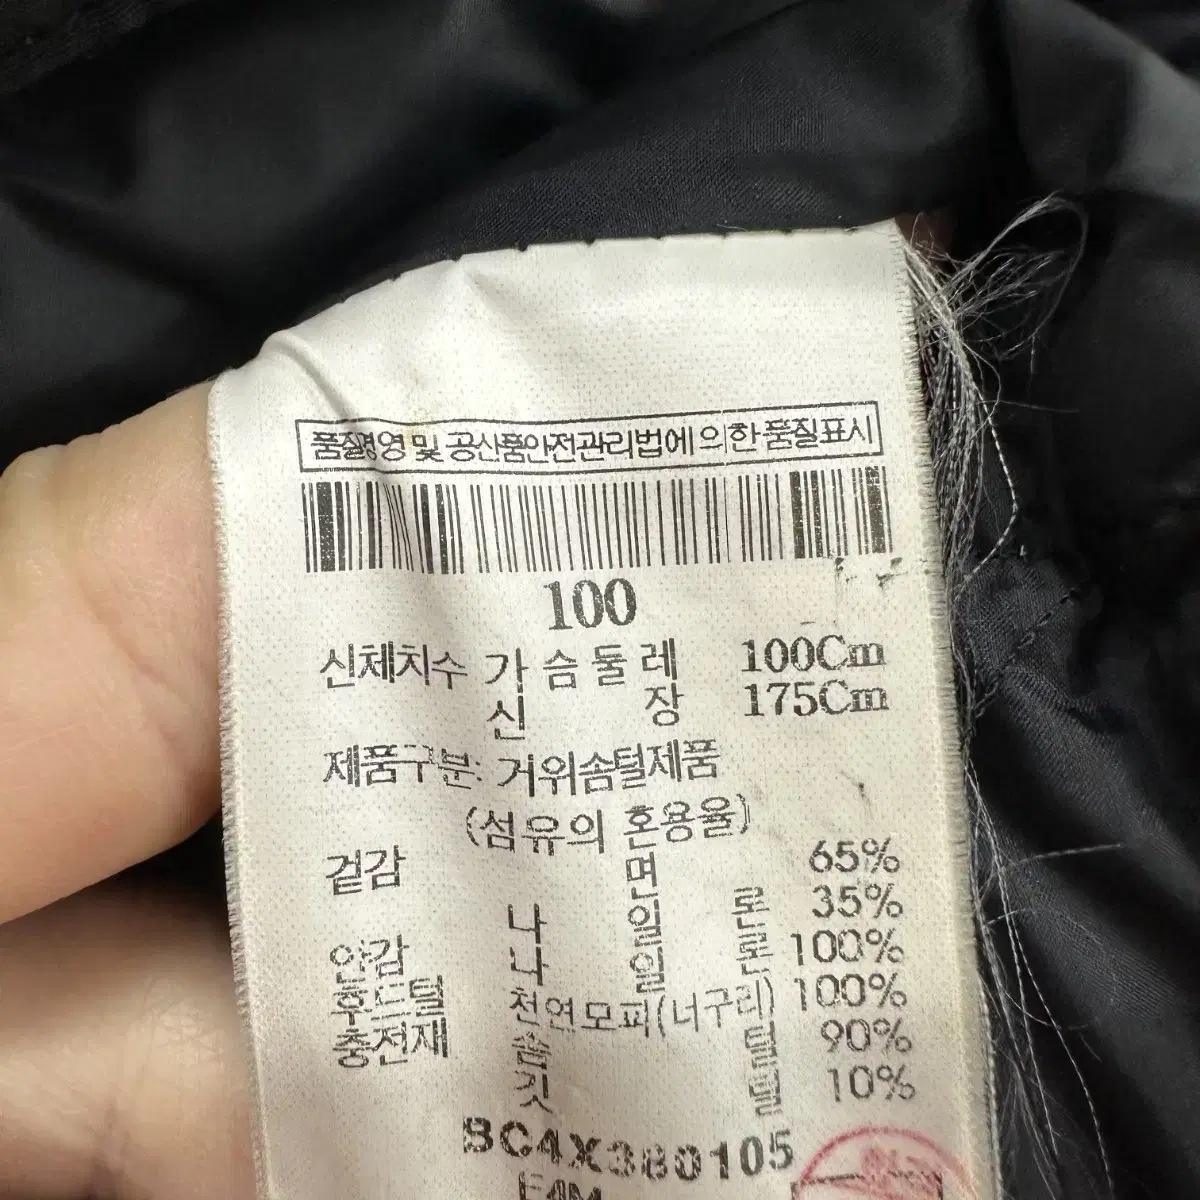 품질경영 및 공산품안전관리법에 의한 품질표시
100
신체치수 가슴둘레 100Cm
신장 175Cm
제품구분: 거위솜털제품
(섬유의 혼용율)
겉감 면 65%
나일론 35%
안감 나일론 100%
후드털 천연모피(너구리) 100%
충전재 솜털 90%
깃털 10%
BC4X380105